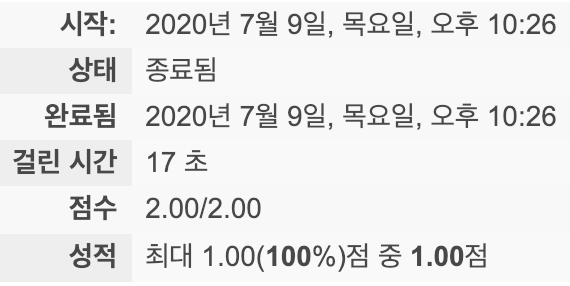 시작: 2020년 7월 9일, 목요일, 오후 10:26
상태 종료됨
완료됨 2020년 7월 9일, 목요일, 오후 10:26
걸린 시간 17 초
점수 2.00/2.00
성적 최대 1.00(100%)점 중 1.00점